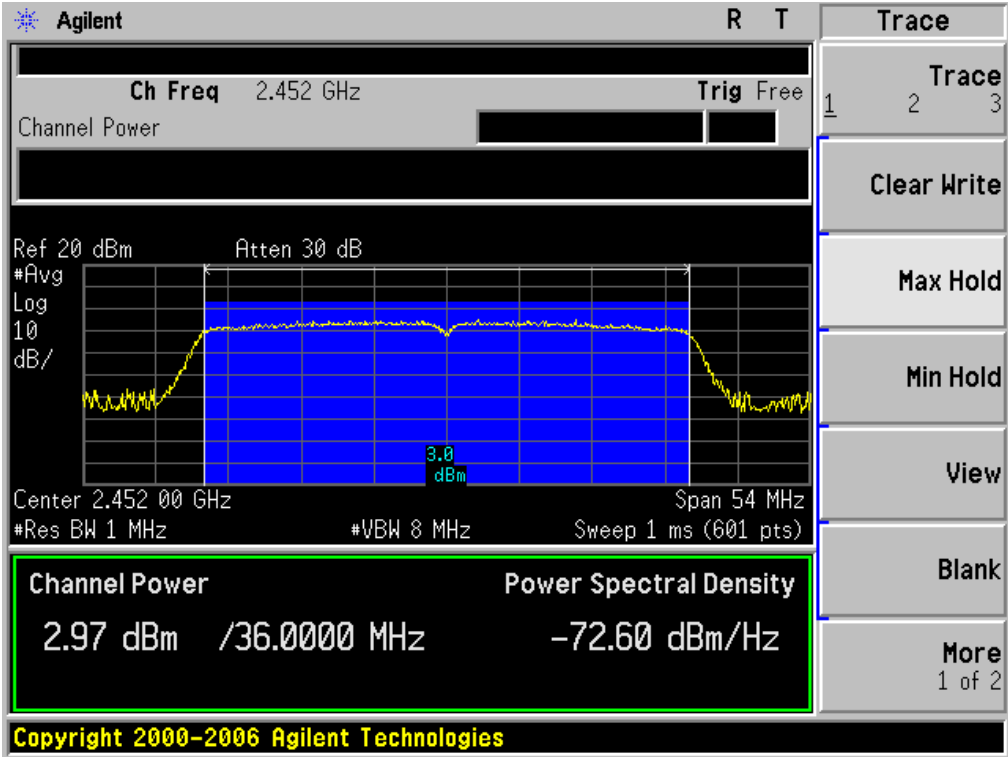 Agilent R T
Ch Freq 2.452 GHz Trig Free
Channel Power
Ref 20 dBm Atten 30 dB
#Avg
Log
10
dB/
3.0
dBm
Center 2.452 00 GHz Span 54 MHz
#Res BW 1 MHz #VBW 8 MHz Sweep 1 ms (601 pts)
Channel Power Power Spectral Density
2.97 dBm /36.0000 MHz -72.60 dBm/Hz
Copyright 2000-2006 Agilent Technologies
Trace
Trace
1 2 3
Clear Write
Max Hold
Min Hold
View
Blank
More
1 of 2